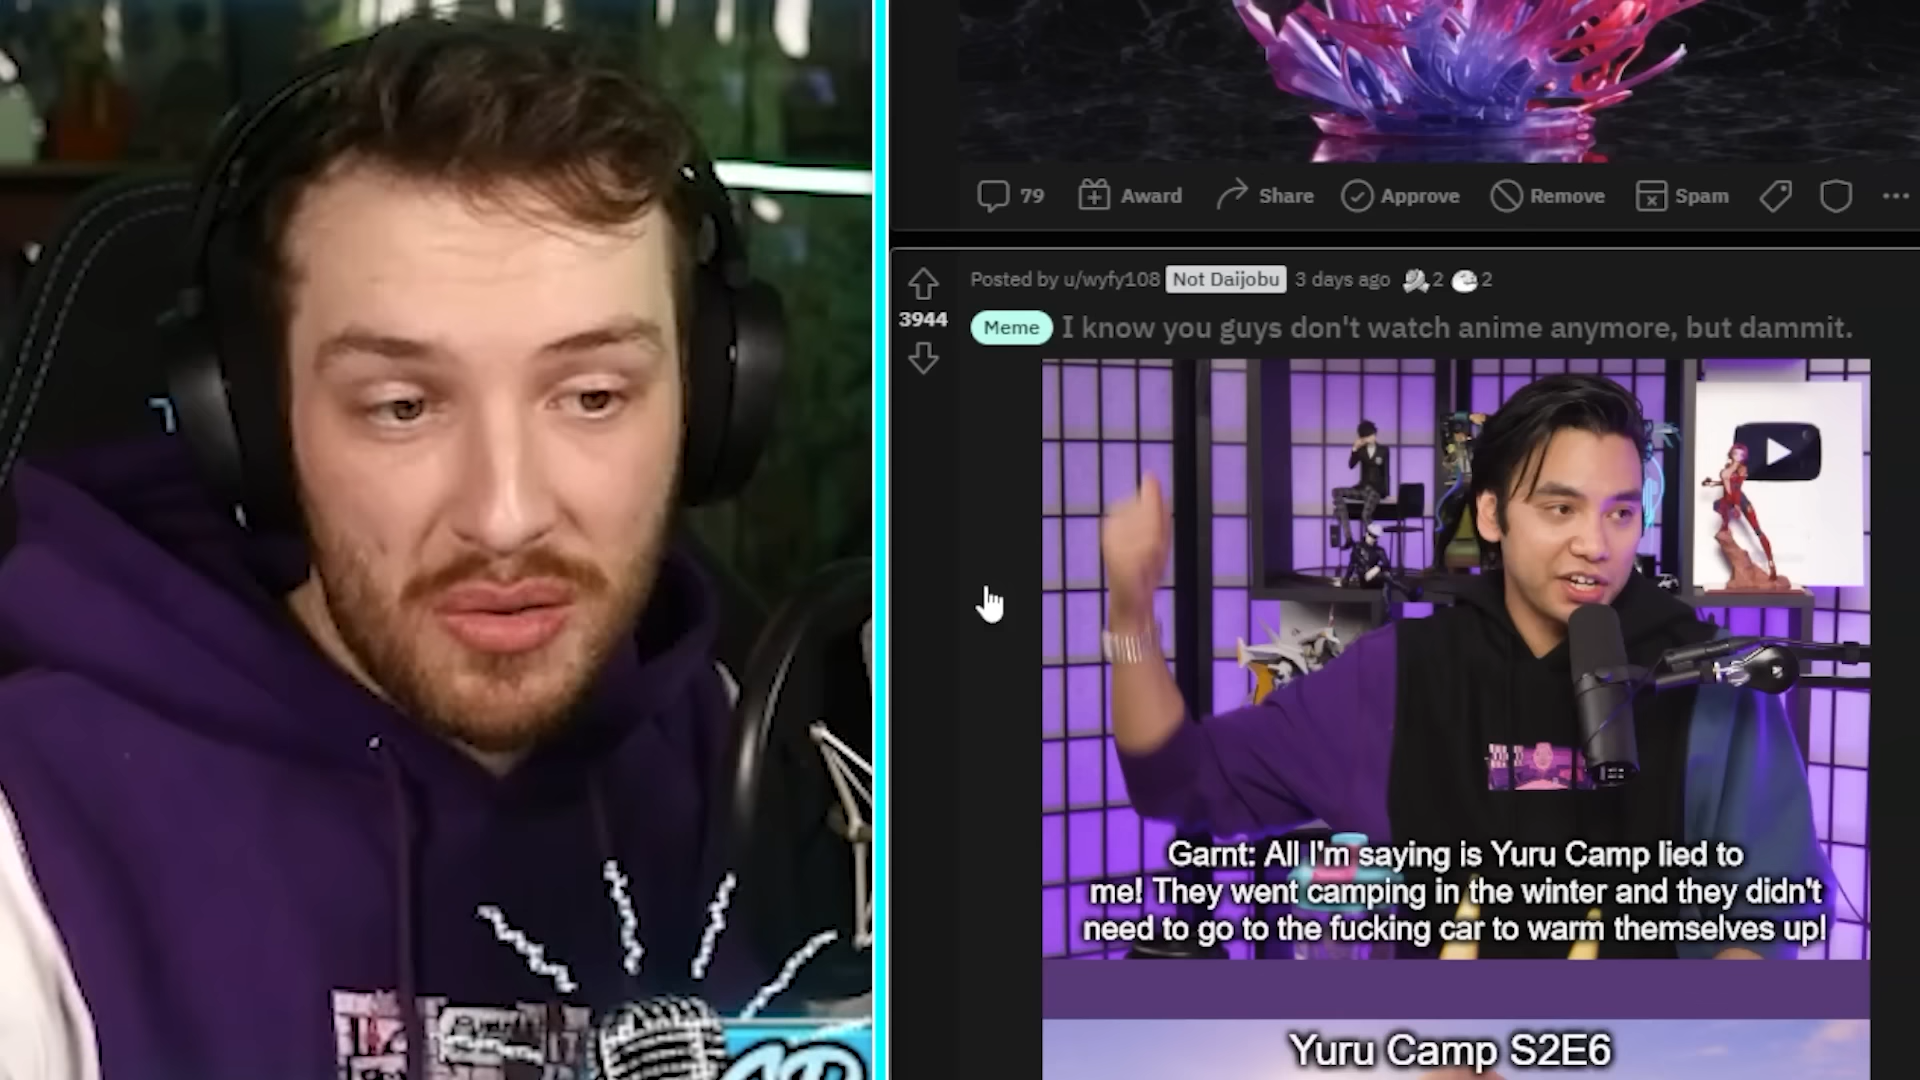 79
Award
Share
Approve
Remove
Spam
Posted by u/wyfy108 Not Daijobu 3 days ago 2 2
3944
Meme I know you guys don't watch anime anymore, but dammit.
Garnt: All I'm saying is Yuru Camp lied to
me! They went camping in the winter and they didn't
need to go to the fucking car to warm themselves up!
Yuru Camp S2E6